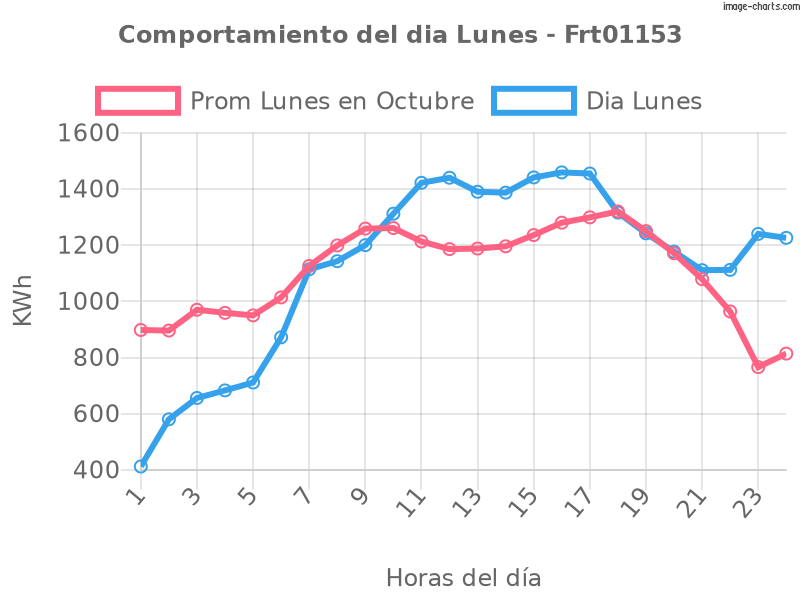 image-charts.com
Comportamiento del dia Lunes - Frt01153
Prom Lunes en Octubre Dia Lunes
1600
1400
1200
1000
800
600
400
KWh
1 3 5 7 9 11 13 15 17 19 21 23
Horas del día